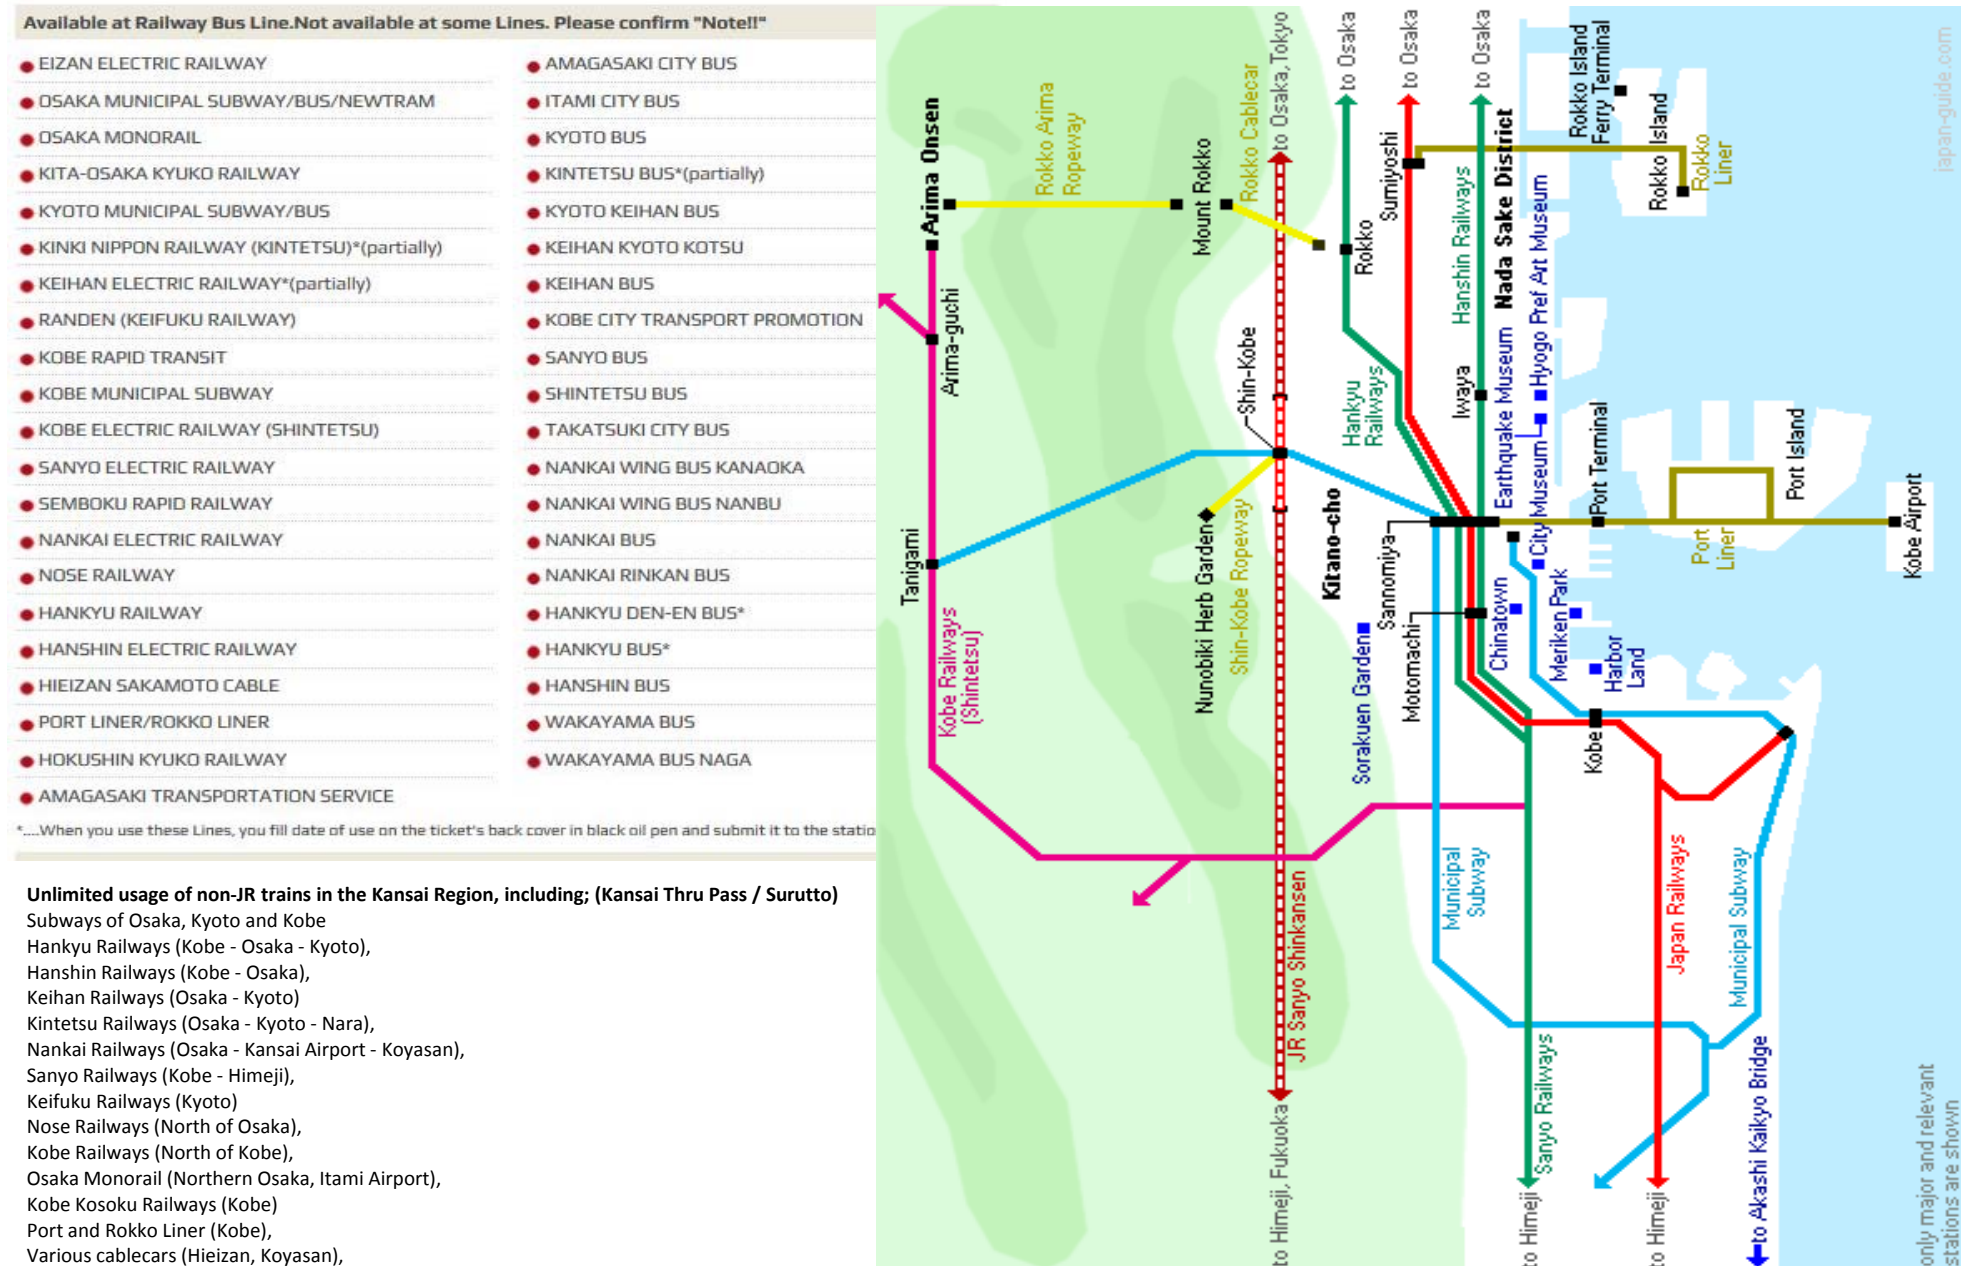 Available at Railway Bus Line.Not available at some Lines. Please confirm "Note!!"
EIZAN ELECTRIC RAILWAY
OSAKA MUNICIPAL SUBWAY/BUS/NEWTRAM
OSAKA MONORAIL
KITA-OSAKA KYUKO RAILWAY
KYOTO MUNICIPAL SUBWAY/BUS
KINKI NIPPON RAILWAY (KINTETSU)*(partially)
KEIHAN ELECTRIC RAILWAY*(partially)
RANDEN (KEIFUKU RAILWAY)
KOBE RAPID TRANSIT
KOBE MUNICIPAL SUBWAY
KOBE ELECTRIC RAILWAY (SHINTETSU)
SANYO ELECTRIC RAILWAY
SEMBOKU RAPID RAILWAY
NANKAI ELECTRIC RAILWAY
NOSE RAILWAY
HANKYU RAILWAY
HANSHIN ELECTRIC RAILWAY
HIEIZAN SAKAMOTO CABLE
PORT LINER/ROKKO LINER
HOKUSHIN KYUKO RAILWAY
AMAGASAKI TRANSPORTATION SERVICE
AMAGASAKI CITY BUS
ITAMI CITY BUS
KYOTO BUS
KINTETSU BUS*(partially)
KYOTO KEIHAN BUS
KEIHAN KYOTO KOTSU
KEIHAN BUS
KOBE CITY TRANSPORT PROMOTION
SANYO BUS
SHINTETSU BUS
TAKATSUKI CITY BUS
NANKAI WING BUS KANAOKA
NANKAI WING BUS NANBU
NANKAI BUS
NANKAI RINKAN BUS
HANKYU DEN-EN BUS*
HANKYU BUS*
HANSHIN BUS
WAKAYAMA BUS
WAKAYAMA BUS NAGA
*....When you use these Lines, you fill date of use on the ticket's back cover in black oil pen and submit it to the statio
Unlimited usage of non-JR trains in the Kansai Region, including; (Kansai Thru Pass / Surutto)
Subways of Osaka, Kyoto and Kobe
Hankyu Railways (Kobe - Osaka - Kyoto),
Hanshin Railways (Kobe - Osaka),
Keihan Railways (Osaka - Kyoto)
Kintetsu Railways (Osaka - Kyoto - Nara),
Nankai Railways (Osaka - Kansai Airport - Koyasan),
Sanyo Railways (Kobe - Himeji),
Keifuku Railways (Kyoto)
Nose Railways (North of Osaka),
Kobe Railways (North of Kobe),
Osaka Monorail (Northern Osaka, Itami Airport),
Kobe Kosoku Railways (Kobe)
Port and Rokko Liner (Kobe),
Various cablecars (Hieizan, Koyasan),
Arima Onsen
Arima-guchi
Tanigami
Kobe Railways
(Shintetsu)
Rokko Arima
Ropeway
Mount Rokko
Rokko Cablecar
to Osaka,Tokyo
Shin-Kobe
Nunobiki Herb Garden
Shin-Kobe Ropeway
JR Sanyo Shinkansen
to Himeji, Fukuoka
Kitano-cho
Sorakuen Garden
to Osaka
Rokko
Hankyu
Railways
to Osaka
Sumiyoshi
Sannomiya
Motomachi
Municipal
Subway
to Osaka
Hanshin Railways
Iwaya
Nada Sake District
Earthquake Museum
Hyogo Pref Art Museum
City Museum
Chinatown
Meriken Park
Harbor
Land
Kobe
Sanyo Railways
to Himeji
Japan Railways
to Himeji
Municipal Subway
to Akashi Kaikyo Bridge
Rokko Island
Ferry Terminal
Rokko Island
Rokko
Liner
Port Terminal
Port
Liner
Port Island
Kobe Airport
japan-guide.com
only major and relevant
stations are shown